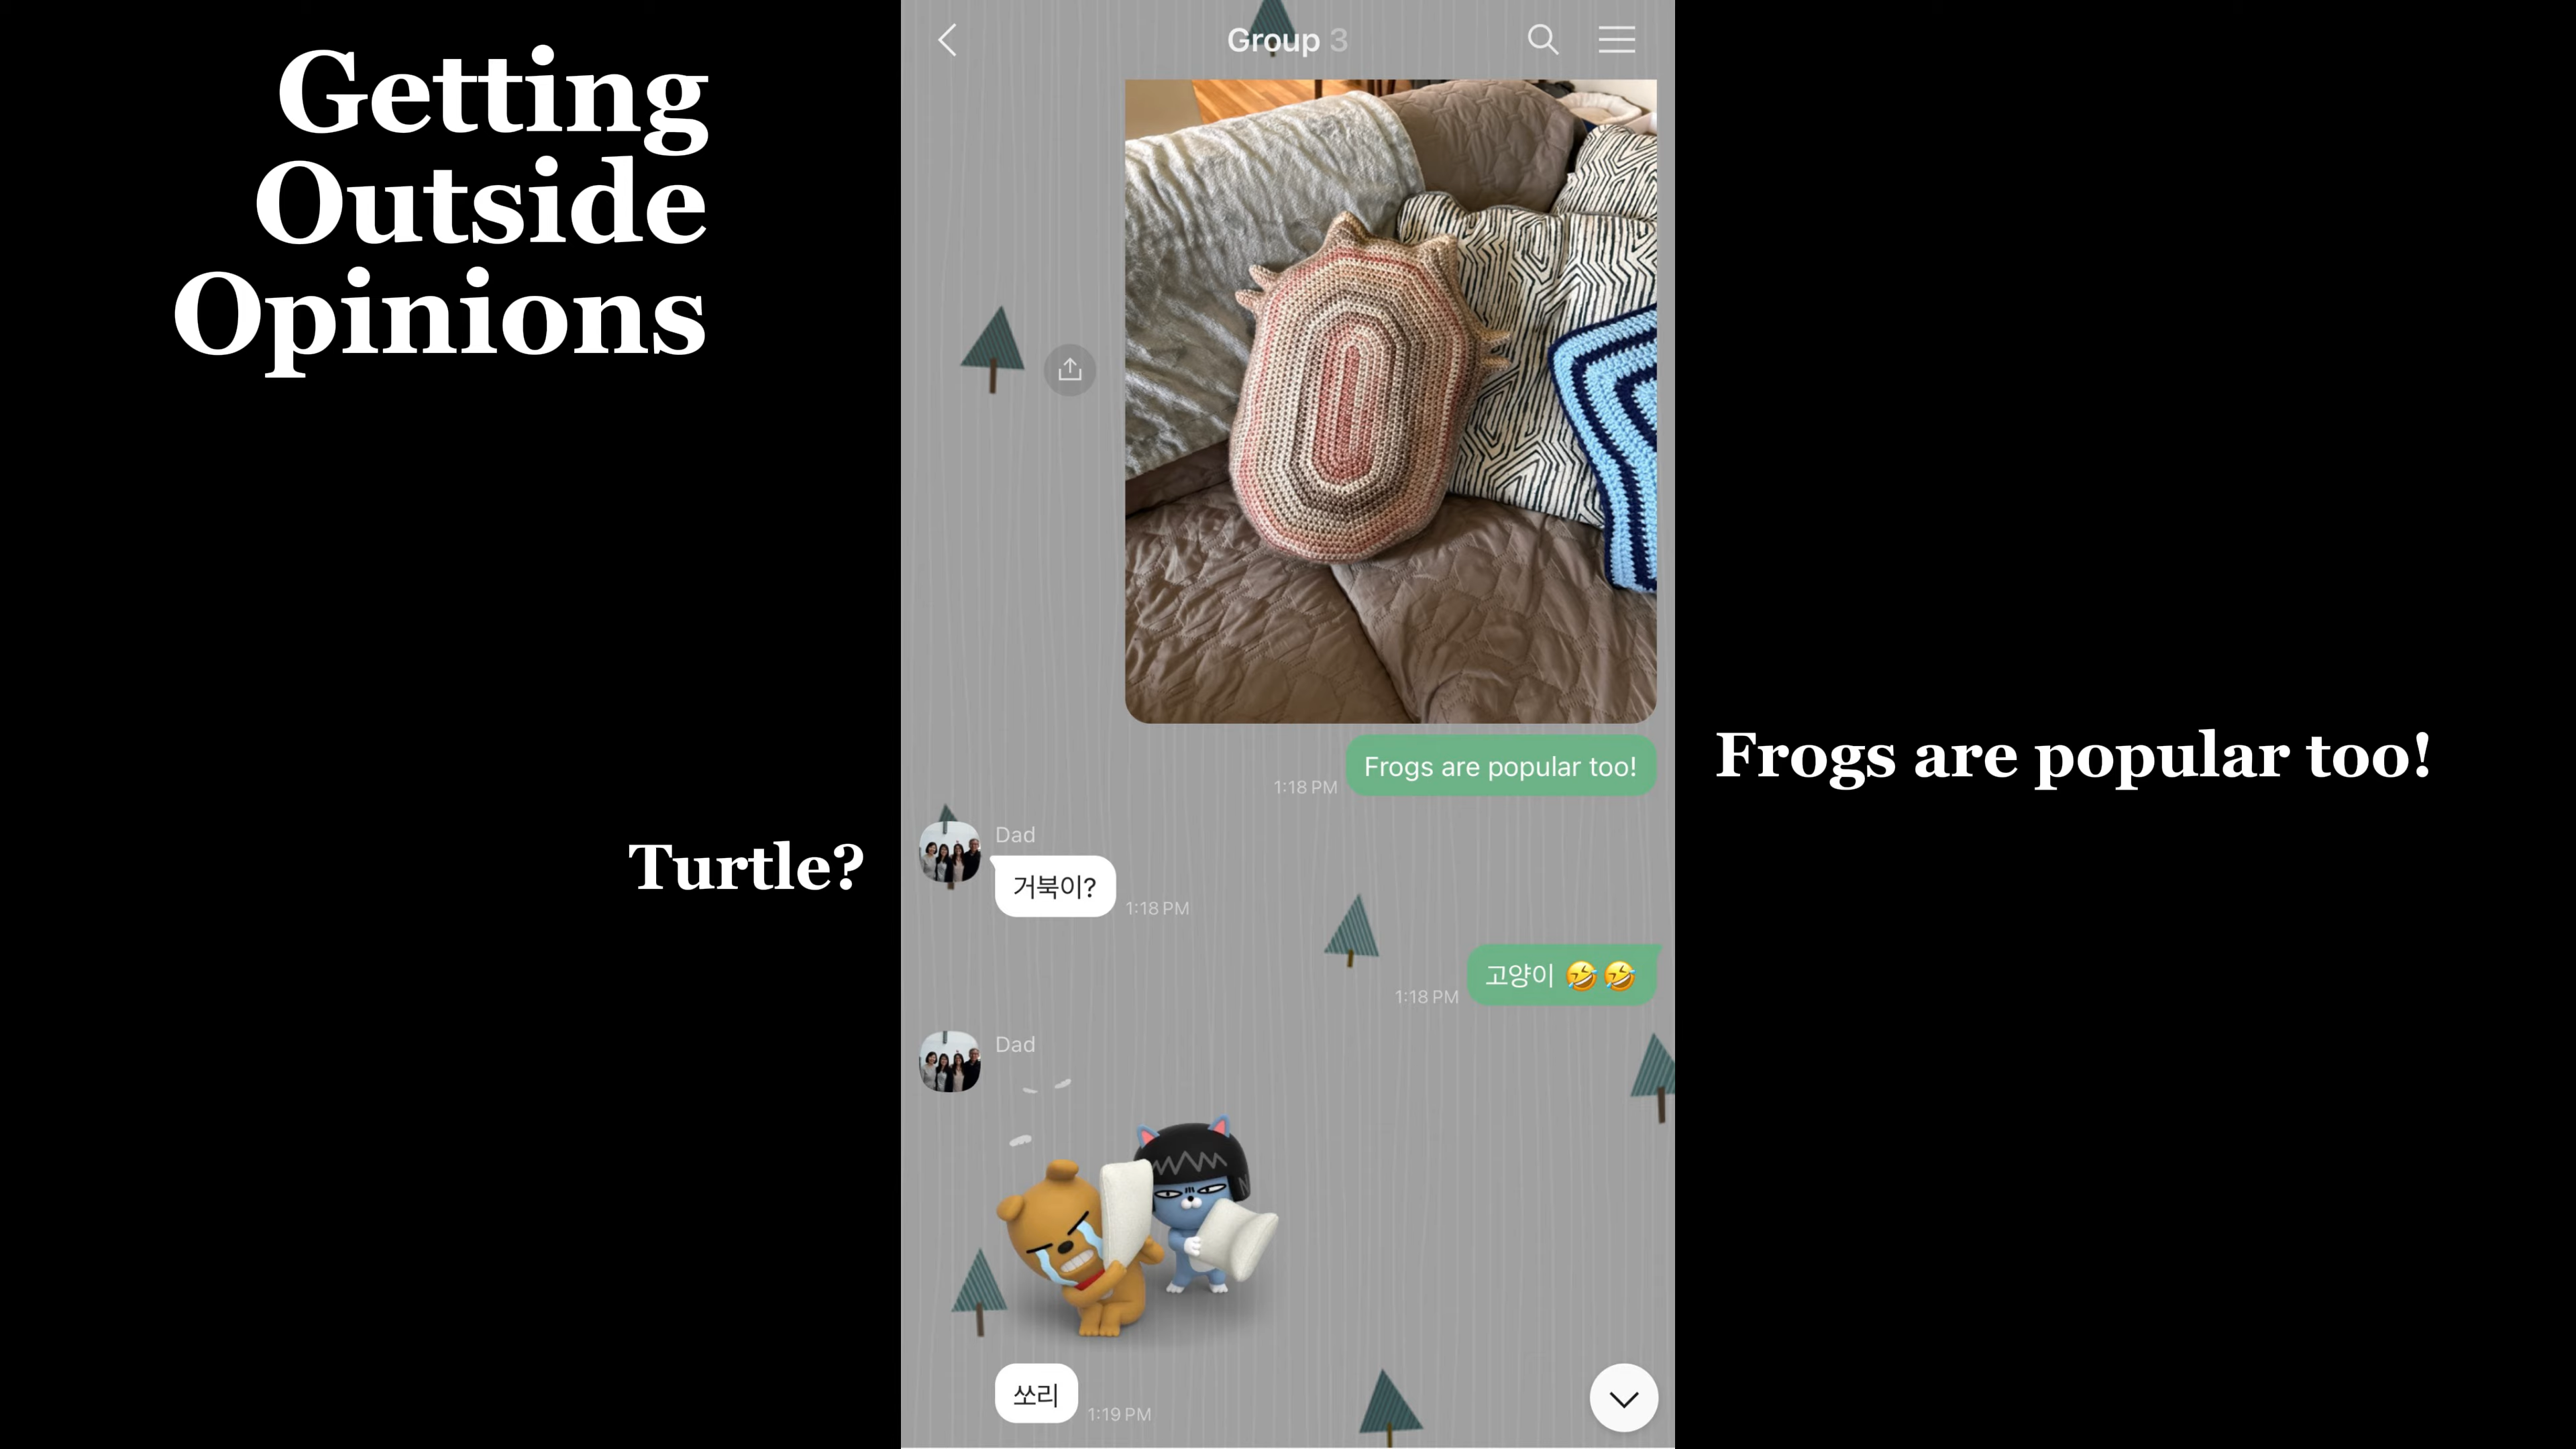 Getting
Outside
Opinions
Group 3
Frogs are popular too!
1:18 PM
Frogs are popular too!
Dad
거북이?
1:18 PM
Turtle?
고양이 🤣🤣
1:18 PM
Dad
쏘리
1:19 PM